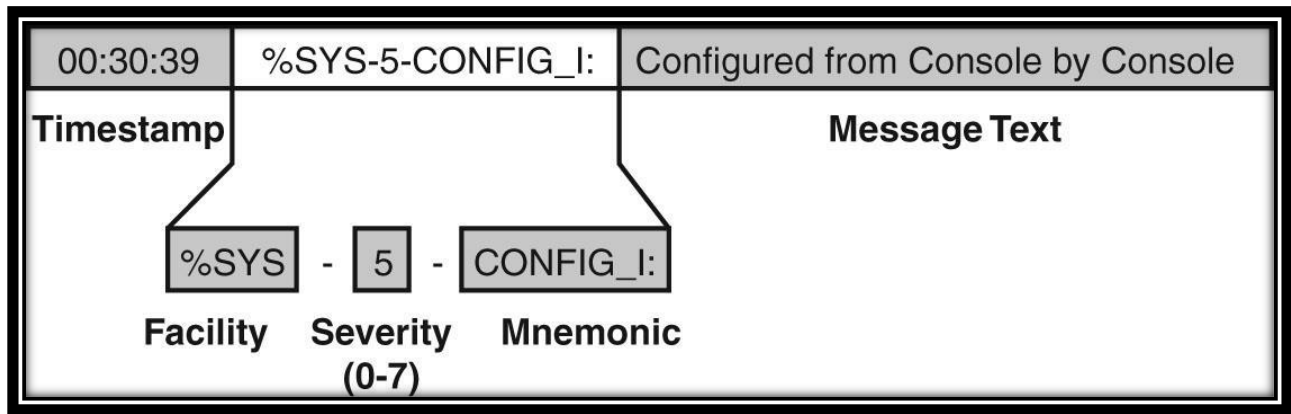 00:30:39 %SYS-5-CONFIG_I: Configured from Console by Console
Timestamp Message Text
%SYS - 5 - CONFIG_I:
Facility Severity Mnemonic
(0-7)